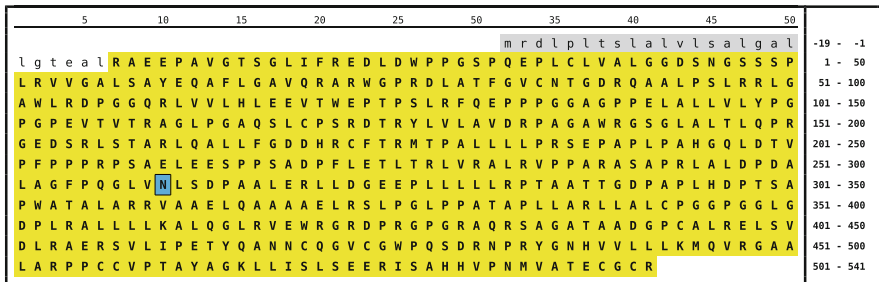 5 10 15 20 25 30 35 40 45 50
m r d l p l t s l a l v l s a l g a l -19 - -1
l g t e a l R A E E P A V G T S G L I F R E D L D W P P G S P Q E P L C L V A L G G D S N G S S S P 1 - 50
L R V V G A L S A Y E Q A F L G A V Q R A R W G P R D L A T F G V C N T G D R Q A A L P S L R R L G 51 - 100
A W L R D P G G Q R L V V L H L E E V T W E P T P S L R F Q E P P P G G A G P P E L A L L V L Y P G 101 - 150
P G P E V T V T R A G L P G A Q S L C P S R D T R Y L V L A V D R P A G A W R G S G L A L T L Q P R 151 - 200
G E D S R L S T A R L Q A L L F G D D H R C F T R M T P A L L L L P R S E P A P L P A H G Q L D T V 201 - 250
P F P P P R P S A E L E E S P P S A D P F L E T L T R L V R A L R V P P A R A S A P R L A L D P D A 251 - 300
L A G F P Q G L V N L S D P A A L E R L L D G E E P L L L L L R P T A A T T G D P A P L H D P T S A 301 - 350
P W A T A L A R R V A A E L Q A A A A E L R S L P G L P P A T A P L L A R L L A L C P G G P G G L G 351 - 400
D P L R A L L L L K A L Q G L R V E W R G R D P R G P G R A Q R S A G A T A A D G P C A L R E L S V 401 - 450
D L R A E R S V L I P E T Y Q A N N C Q G V C G W P Q S D R N P R Y G N H V V L L L K M Q V R G A A 451 - 500
L A R P P C C V P T A Y A G K L L I S L S E E R I S A H H V P N M V A T E C G C R 501 - 541